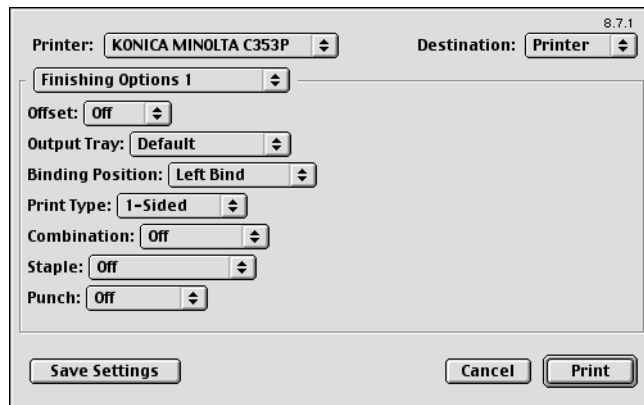 8.7.1
Printer: KONICA MINOLTA C353P Destination: Printer
Finishing Options 1
Offset: Off
Output Tray: Default
Binding Position: Left Bind
Print Type: 1-Sided
Combination: Off
Staple: Off
Punch: Off
Save Settings Cancel Print